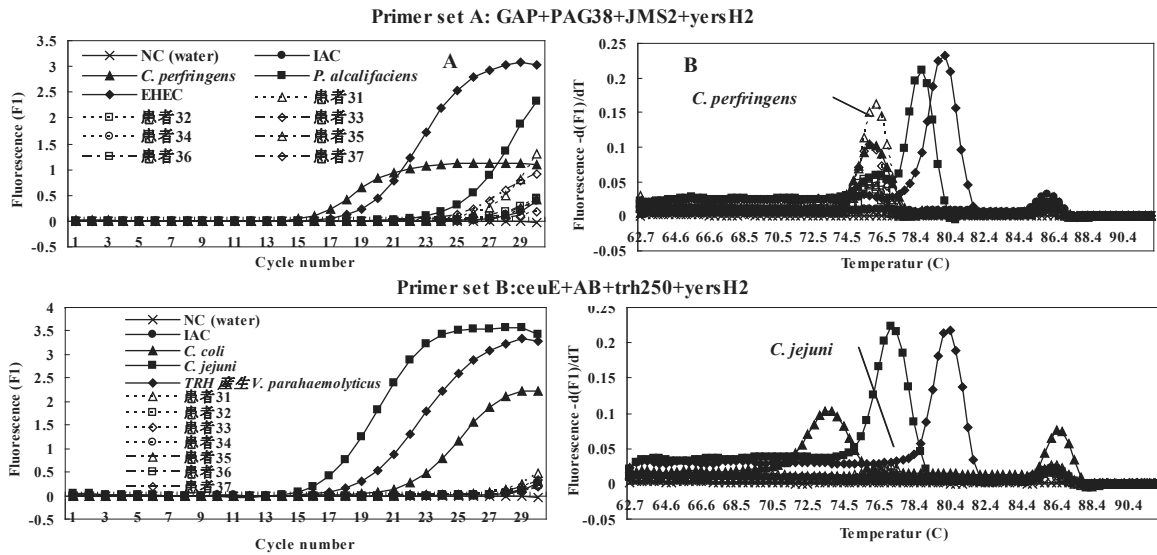 Primer set A: GAP+PAG38+JMS2+yersH2
A
NC (water)
IAC
C. perfringens
P. alcalifaciens
EHEC
患者31
患者32
患者33
患者34
患者35
患者36
患者37
Fluorescence (F1)
3.5
3
2.5
2
1.5
1
0.5
0
-0.5
1 3 5 7 9 11 13 15 17 19 21 23 25 27 29
Cycle number
B
C. perfringens
Fluorescence -d(F1)/dT
0.25
0.2
0.15
0.1
0.05
0
-0.05
62.7 64.6 66.6 68.5 70.5 72.5 74.5 76.5 78.4 80.4 82.4 84.4 86.4 88.4 90.4
Temperatur (C)
Primer set B:ceuE+AB+trh250+yersH2
NC (water)
IAC
C. coli
C. jejuni
TRH 産生V. parahaemolyticus
患者31
患者32
患者33
患者34
患者35
患者36
患者37
Fluorescence (F1)
4
3.5
3
2.5
2
1.5
1
0.5
0
-0.5
1 3 5 7 9 11 13 15 17 19 21 23 25 27 29
Cycle number
C. jejuni
Fluorescence -d(F1)/dT
0.25
0.2
0.15
0.1
0.05
0
-0.05
62.7 64.6 66.6 68.5 70.5 72.5 74.5 76.5 78.4 80.4 82.4 84.4 86.4 88.4 90.4
Temperatur (C)